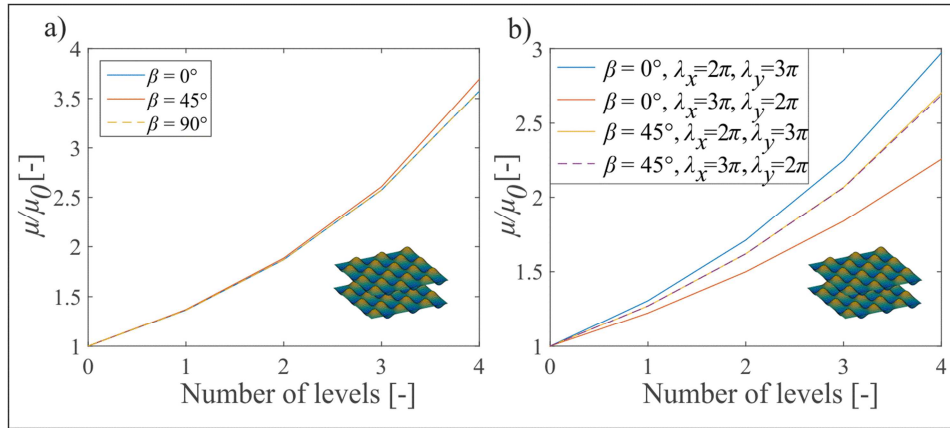 a)
4
3.5
3
2.5
2
1.5
1
μ/μ0[-]
β = 0°
β = 45°
β = 90°
0 1 2 3 4
Number of levels [-]
b)
3
2.5
2
1.5
1
μ/μ0[-]
β = 0°, λx=2π, λy=3π
β = 0°, λx=3π, λy=2π
β = 45°, λx=2π, λy=3π
β = 45°, λx=3π, λy=2π
0 1 2 3 4
Number of levels [-]